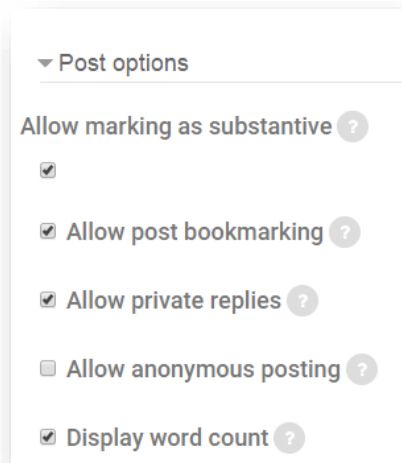 Post options
Allow marking as substantive ?
Allow post bookmarking ?
Allow private replies ?
Allow anonymous posting ?
Display word count ?